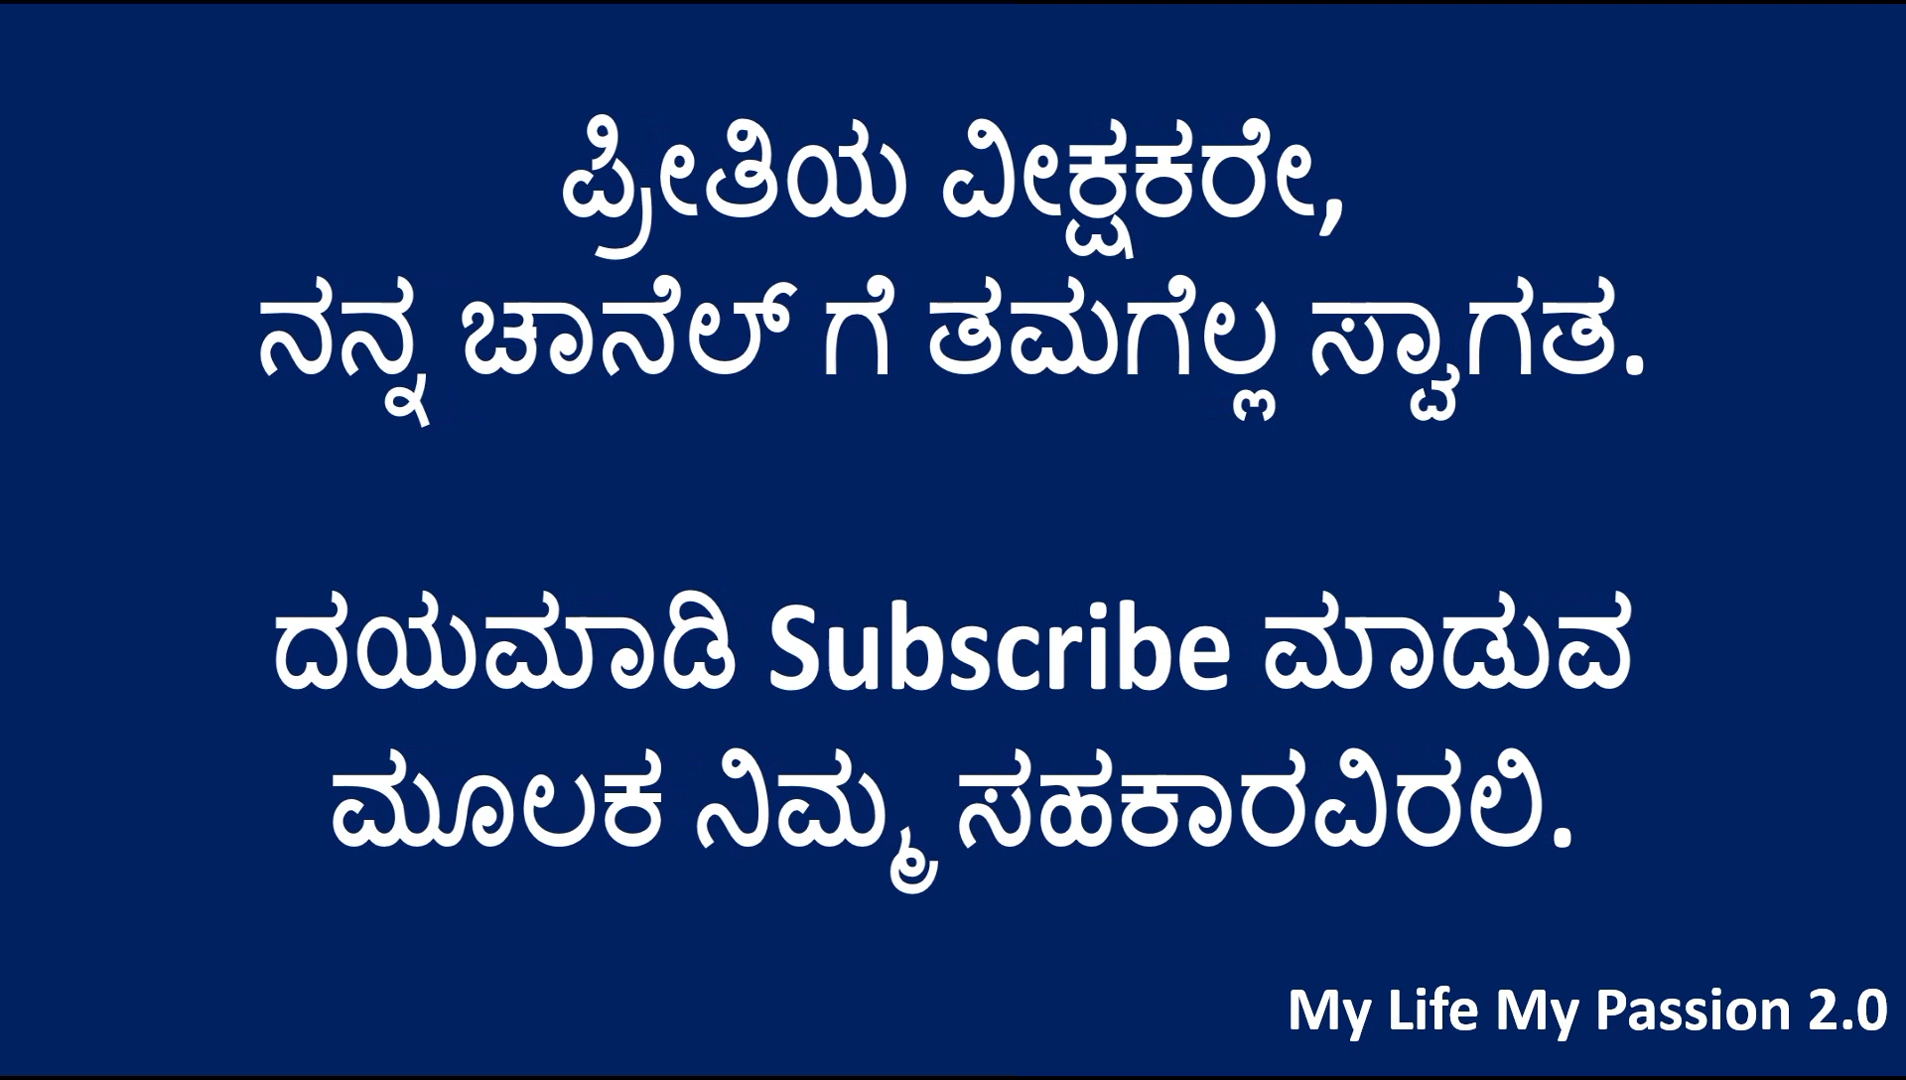 ಪ್ರೀತಿಯ ವೀಕ್ಷಕರೇ,
ನನ್ನ ಚಾನೆಲ್ ಗೆ ತಮಗೆಲ್ಲ ಸ್ವಾಗತ.
ದಯಮಾಡಿ Subscribe ಮಾಡುವ
ಮೂಲಕ ನಿಮ್ಮ ಸಹಕಾರವಿರಲಿ.
My Life My Passion 2.0